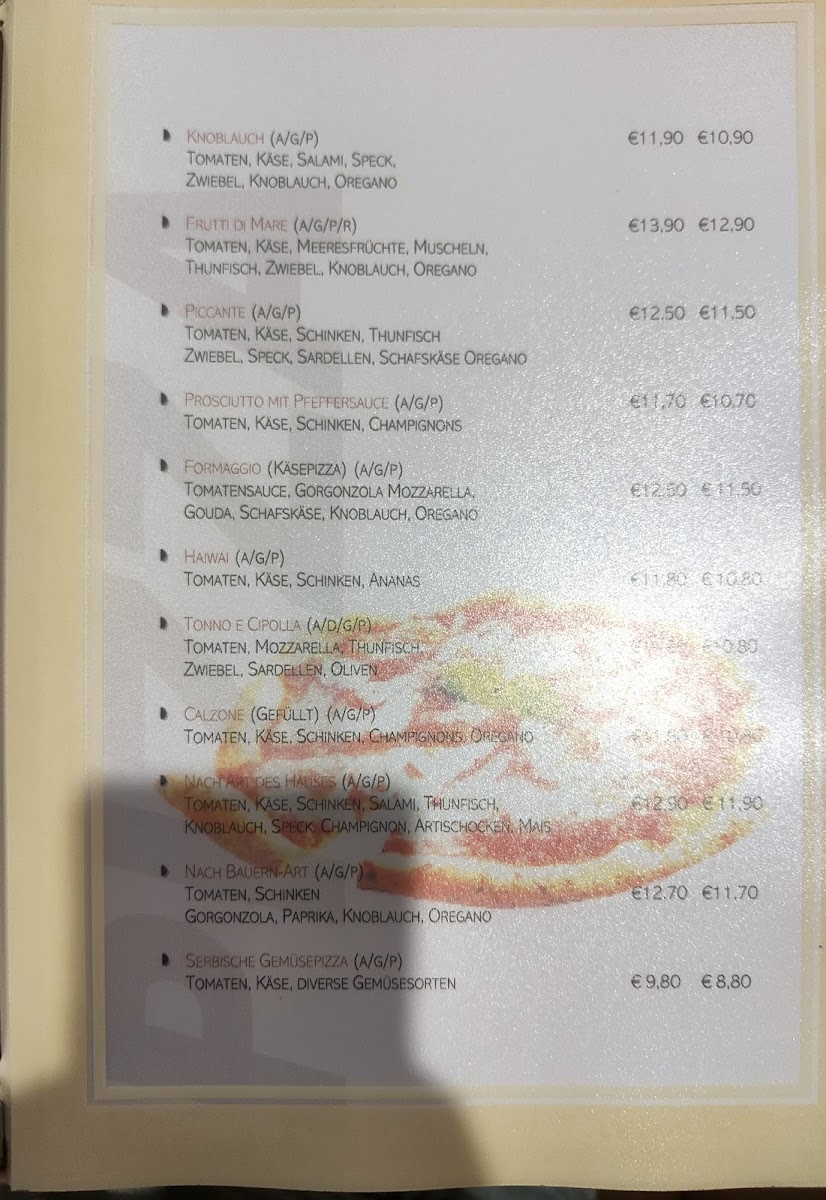 PIZZA
KNOBLAUCH (A/G/P) €11,90 €10,90
TOMATEN, KÄSE, SALAMI, SPECK,
ZWIEBEL, KNOBLAUCH, OREGANO
FRUTTI DI MARE (A/G/P/R) €13,90 €12,90
TOMATEN, KÄSE, MEERESFRÜCHTE, MUSCHELN,
THUNFISCH, ZWIEBEL, KNOBLAUCH, OREGANO
PICCANTE (A/G/P) €12,50 €11,50
TOMATEN, KÄSE, SCHINKEN, THUNFISCH
ZWIEBEL, SPECK, SARDELLEN, SCHAFSKÄSE OREGANO
PROSCIUTTO MIT PFEFFERSAUCE (A/G/P) €11,70 €10,70
TOMATEN, KÄSE, SCHINKEN, CHAMPIGNONS
FORMAGGIO (KÄSEPIZZA) (A/G/P)
TOMATENSAUCE, GORGONZOLA MOZZARELLA, €12,50 €11,50
GOUDA, SCHAFSKÄSE, KNOBLAUCH, OREGANO
HAIWAI (A/G/P)
TOMATEN, KÄSE, SCHINKEN, ANANAS €11,80 €10,80
TONNO E CIPOLLA (A/D/G/P)
TOMATEN, MOZZARELLA, THUNFISCH, €10,80
ZWIEBEL, SARDELLEN, OLIVEN
CALZONE (GEFÜLLT) (A/G/P)
TOMATEN, KÄSE, SCHINKEN, CHAMPIGNONS, OREGANO
NACH ART DES HAUSES (A/G/P)
TOMATEN, KÄSE, SCHINKEN, SALAMI, THUNFISCH, €12,90 €11,90
KNOBLAUCH, SPECK, CHAMPIGNON, ARTISCHOCKEN, MAIS
NACH BAUERN-ART (A/G/P)
TOMATEN, SCHINKEN €12,70 €11,70
GORGONZOLA, PAPRIKA, KNOBLAUCH, OREGANO
SERBISCHE GEMÜSEPIZZA (A/G/P)
TOMATEN, KÄSE, DIVERSE GEMÜSESORTEN €9,80 €8,80